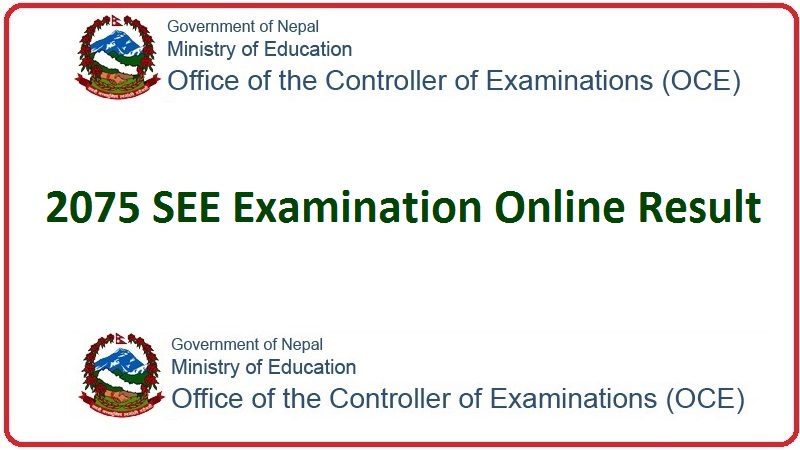 Government of Nepal
Ministry of Education
Office of the Controller of Examinations (OCE)
2075 SEE Examination Online Result
Government of Nepal
Ministry of Education
Office of the Controller of Examinations (OCE)